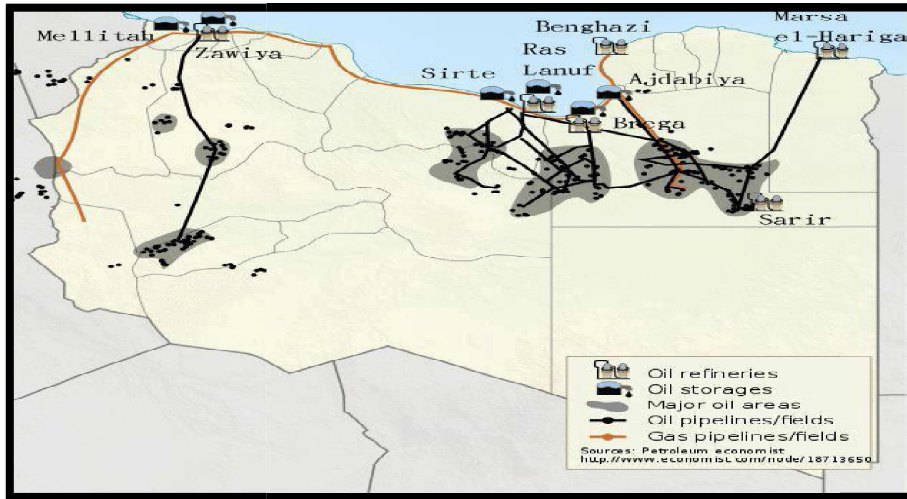 Mellitah
Zawiya
Sirte
Ras
Lanuf
Benghazi
Ajdabiya
Brega
Marsa
el-Hariga
Sarir
Oil refineries
Oil storages
Major oil areas
Oil pipelines/fields
Gas pipelines/fields
Sources: Petroleum economist
http://www.economist.com/node/18713650